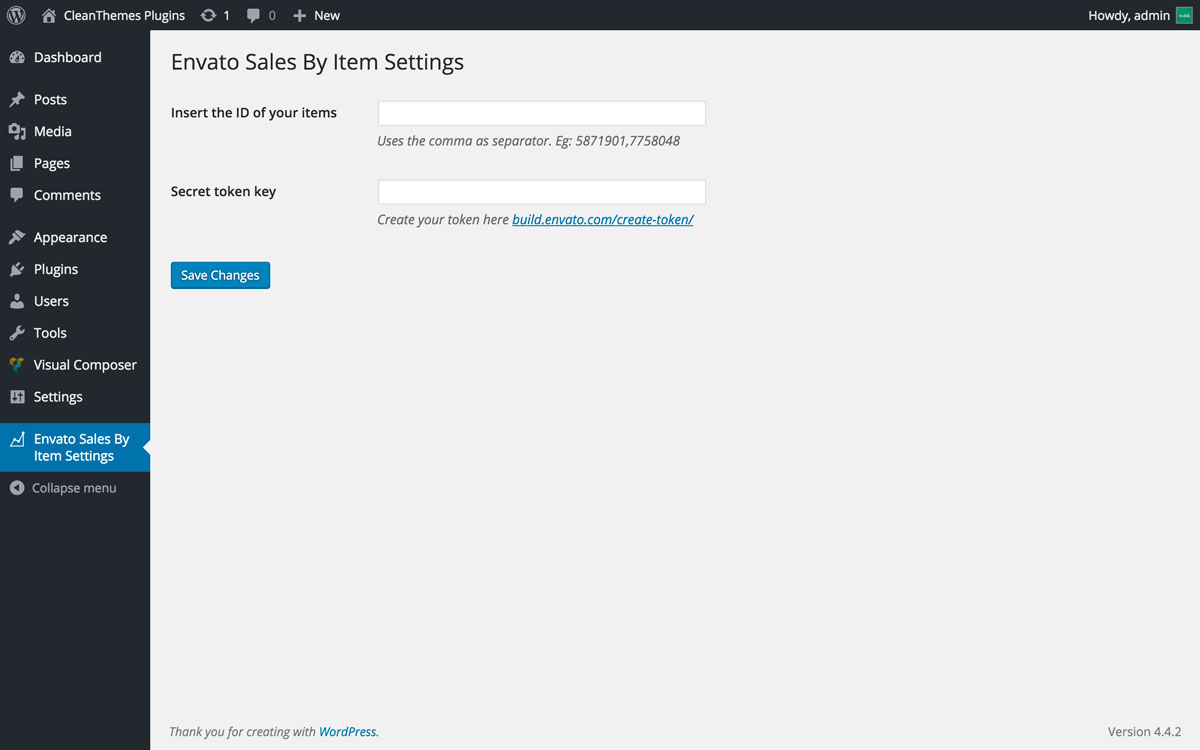 CleanThemes Plugins 1 0 New Howdy, admin
Dashboard
Posts
Media
Pages
Comments
Appearance
Plugins
Users
Tools
Visual Composer
Settings
Envato Sales By
Item Settings
Collapse menu
Envato Sales By Item Settings
Insert the ID of your items
Uses the comma as separator. Eg: 5871901,7758048
Secret token key
Create your token here build.envato.com/create-token/
Save Changes
Thank you for creating with WordPress. Version 4.4.2